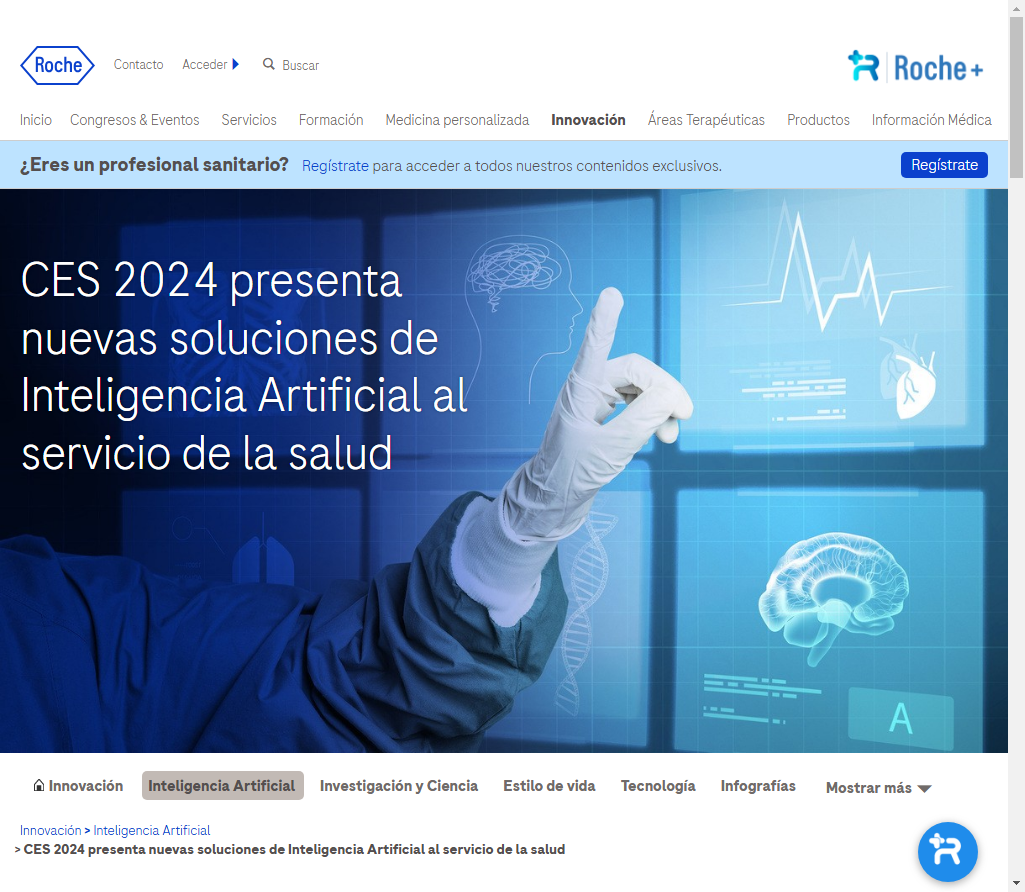 Roche
Contacto
Acceder
Buscar
Roche+
Inicio
Congresos & Eventos
Servicios
Formación
Medicina personalizada
Innovación
Áreas Terapéuticas
Productos
Información Médica
¿Eres un profesional sanitario? Regístrate para acceder a todos nuestros contenidos exclusivos.
Regístrate
CES 2024 presenta
nuevas soluciones de
Inteligencia Artificial al
servicio de la salud
A
Innovación
Inteligencia Artificial
Investigación y Ciencia
Estilo de vida
Tecnología
Infografías
Mostrar más
Innovación > Inteligencia Artificial
> CES 2024 presenta nuevas soluciones de Inteligencia Artificial al servicio de la salud